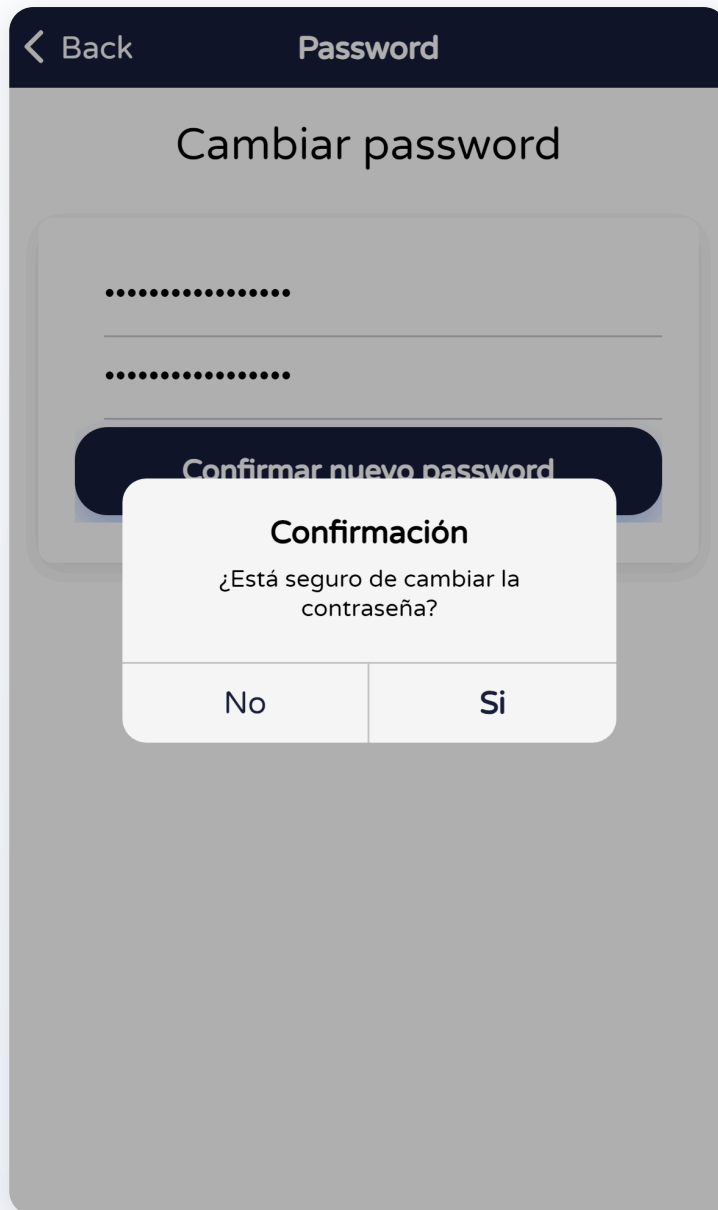 Back Password
Cambiar password
•••••••••••••••••
•••••••••••••••••
Confirmar nuevo password
Confirmación
¿Está seguro de cambiar la
contraseña?
No Si